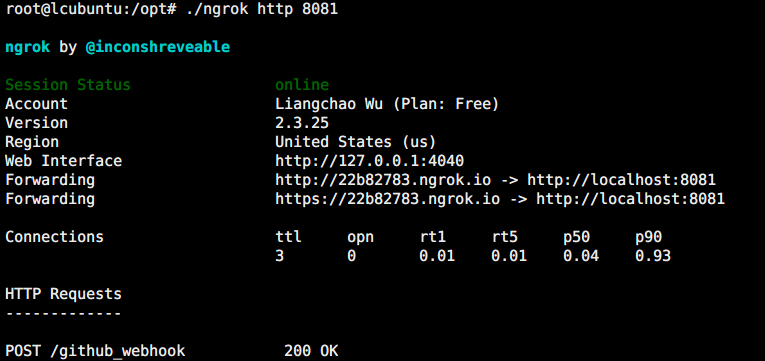 root@lcubuntu:/opt# ./ngrok http 8081
ngrok by @inconshreveable
Session Status online
Account Liangchao Wu (Plan: Free)
Version 2.3.25
Region United States (us)
Web Interface http://127.0.0.1:4040
Forwarding http://22b82783.ngrok.io -> http://localhost:8081
Forwarding https://22b82783.ngrok.io -> http://localhost:8081
Connections ttl opn rt1 rt5 p50 p90
3 0 0.01 0.01 0.04 0.93
HTTP Requests
-------------
POST /github_webhook 200 OK